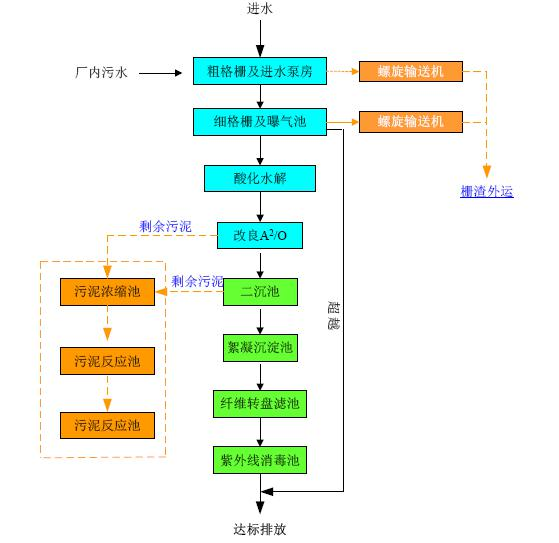 进水
厂内污水
粗格栅及进水泵房
螺旋输送机
细格栅及曝气池
螺旋输送机
酸化水解
栅渣外运
剩余污泥
改良A²/O
剩余污泥
污泥浓缩池
二沉池
超越
絮凝沉淀池
污泥反应池
纤维转盘滤池
污泥反应池
紫外线消毒池
达标排放